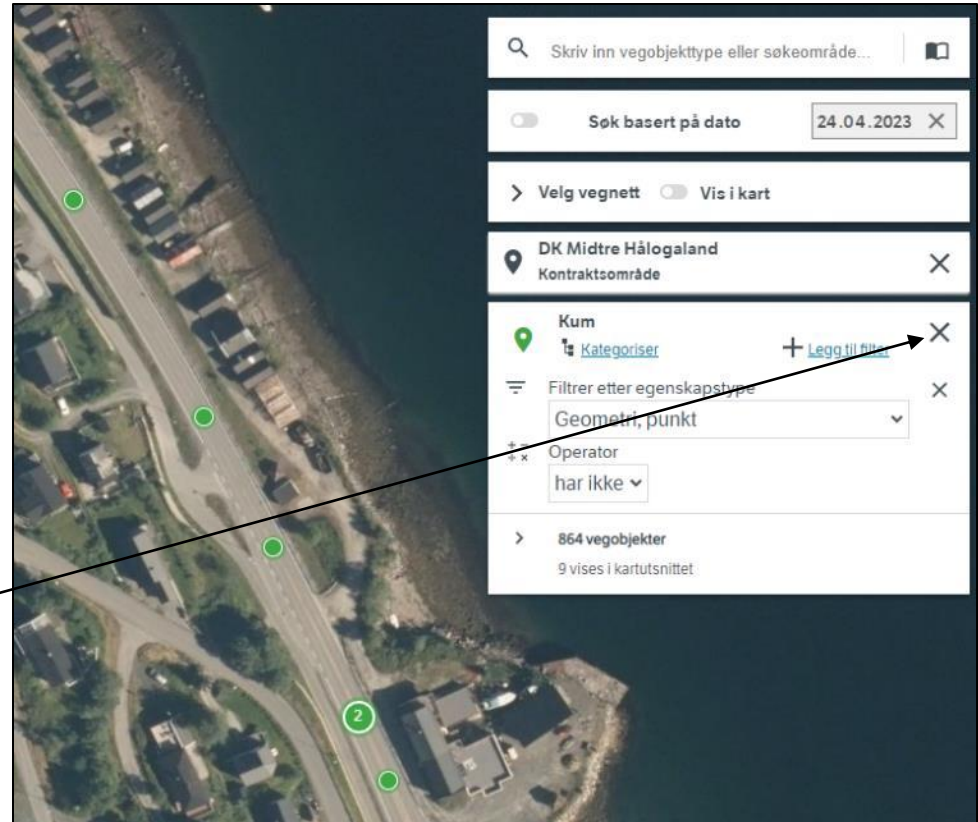 Skriv inn vegobjekttype eller søkeområde...
Søk basert på dato 24.04.2023
Velg vegnett Vis i kart
DK Midtre Hålogaland
Kontraktsområde
Kum
Kategoriser Legg til filter
Filtrer etter egenskapstype
Geometri, punkt
Operator
har ikke
864 vegobjekter
9 vises i kartutsnittet
2